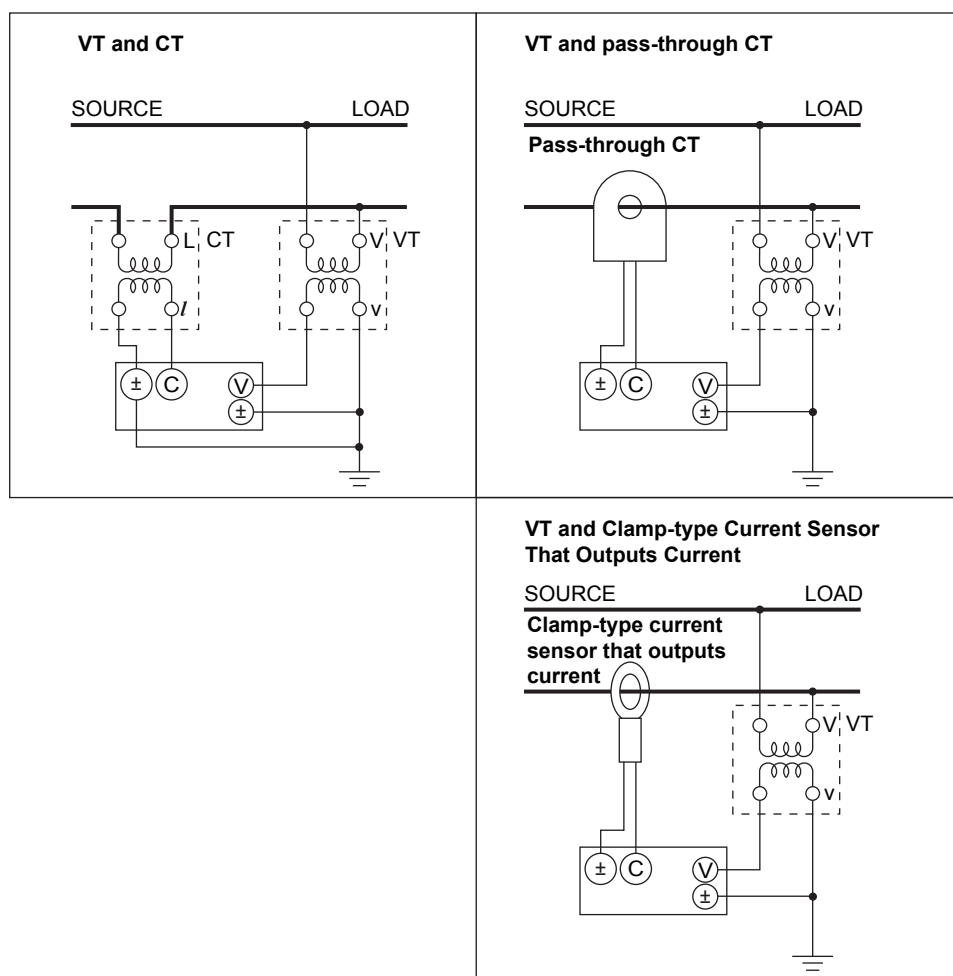 VT and CT
SOURCE LOAD
L CT
V VT
l
v
± C V
±
VT and pass-through CT
SOURCE LOAD
Pass-through CT
V VT
v
± C V
±
VT and Clamp-type Current Sensor
That Outputs Current
SOURCE LOAD
Clamp-type current
sensor that outputs
current
V VT
v
± C V
±